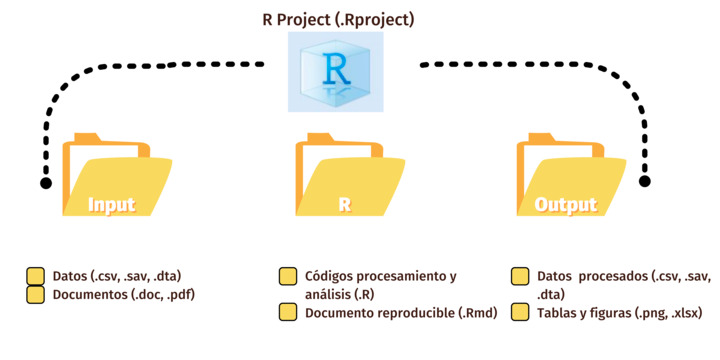 R Project (.Rproject)
R
Input
R
Output
Datos (.csv, .sav, .dta)
Documentos (.doc, .pdf)
Códigos procesamiento y
análisis (.R)
Documento reproducible (.Rmd)
Datos procesados (.csv, .sav,
.dta)
Tablas y figuras (.png, .xlsx)